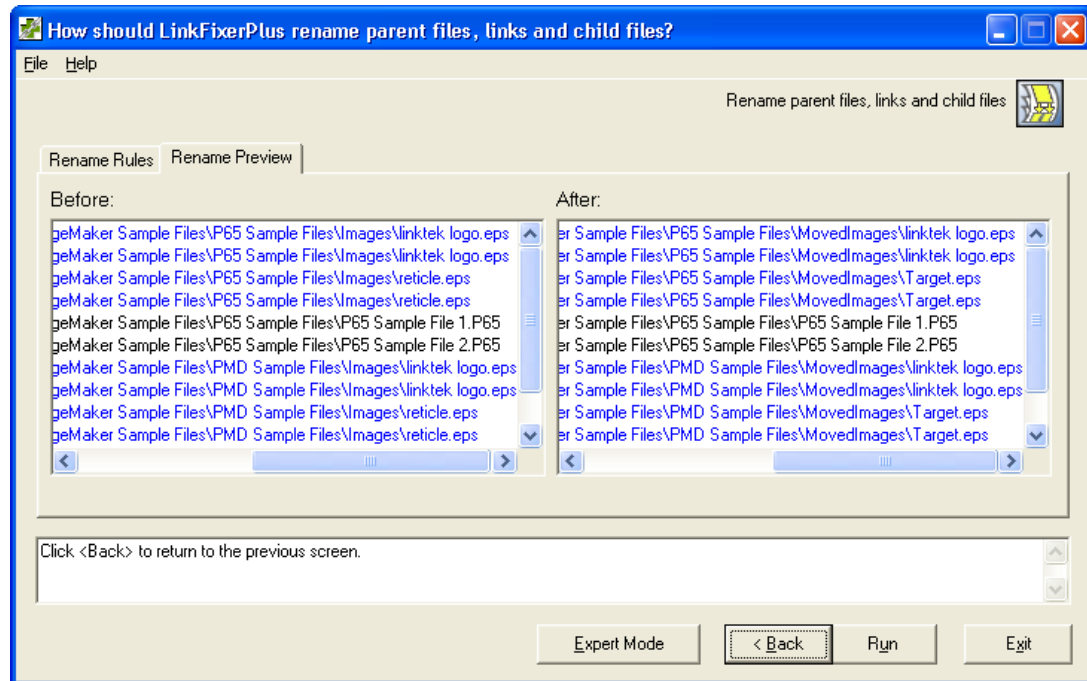 How should LinkFixerPlus rename parent files, links and child files?
File Help
Rename parent files, links and child files
Rename Rules Rename Preview
Before:
geMaker Sample Files\P65 Sample Files\Images\linktek logo.eps
geMaker Sample Files\P65 Sample Files\Images\linktek logo.eps
geMaker Sample Files\P65 Sample Files\Images\reticle.eps
geMaker Sample Files\P65 Sample Files\Images\reticle.eps
geMaker Sample Files\P65 Sample Files\P65 Sample File 1.P65
geMaker Sample Files\P65 Sample Files\P65 Sample File 2.P65
geMaker Sample Files\PMD Sample Files\Images\linktek logo.eps
geMaker Sample Files\PMD Sample Files\Images\linktek logo.eps
geMaker Sample Files\PMD Sample Files\Images\reticle.eps
geMaker Sample Files\PMD Sample Files\Images\reticle.eps
After:
er Sample Files\P65 Sample Files\MovedImages\linktek logo.eps
er Sample Files\P65 Sample Files\MovedImages\linktek logo.eps
er Sample Files\P65 Sample Files\MovedImages\Target.eps
er Sample Files\P65 Sample Files\MovedImages\Target.eps
er Sample Files\P65 Sample Files\P65 Sample File 1.P65
er Sample Files\P65 Sample Files\P65 Sample File 2.P65
er Sample Files\PMD Sample Files\MovedImages\linktek logo.eps
er Sample Files\PMD Sample Files\MovedImages\linktek logo.eps
er Sample Files\PMD Sample Files\MovedImages\Target.eps
er Sample Files\PMD Sample Files\MovedImages\Target.eps
Click <Back> to return to the previous screen.
Expert Mode < Back Run Exit